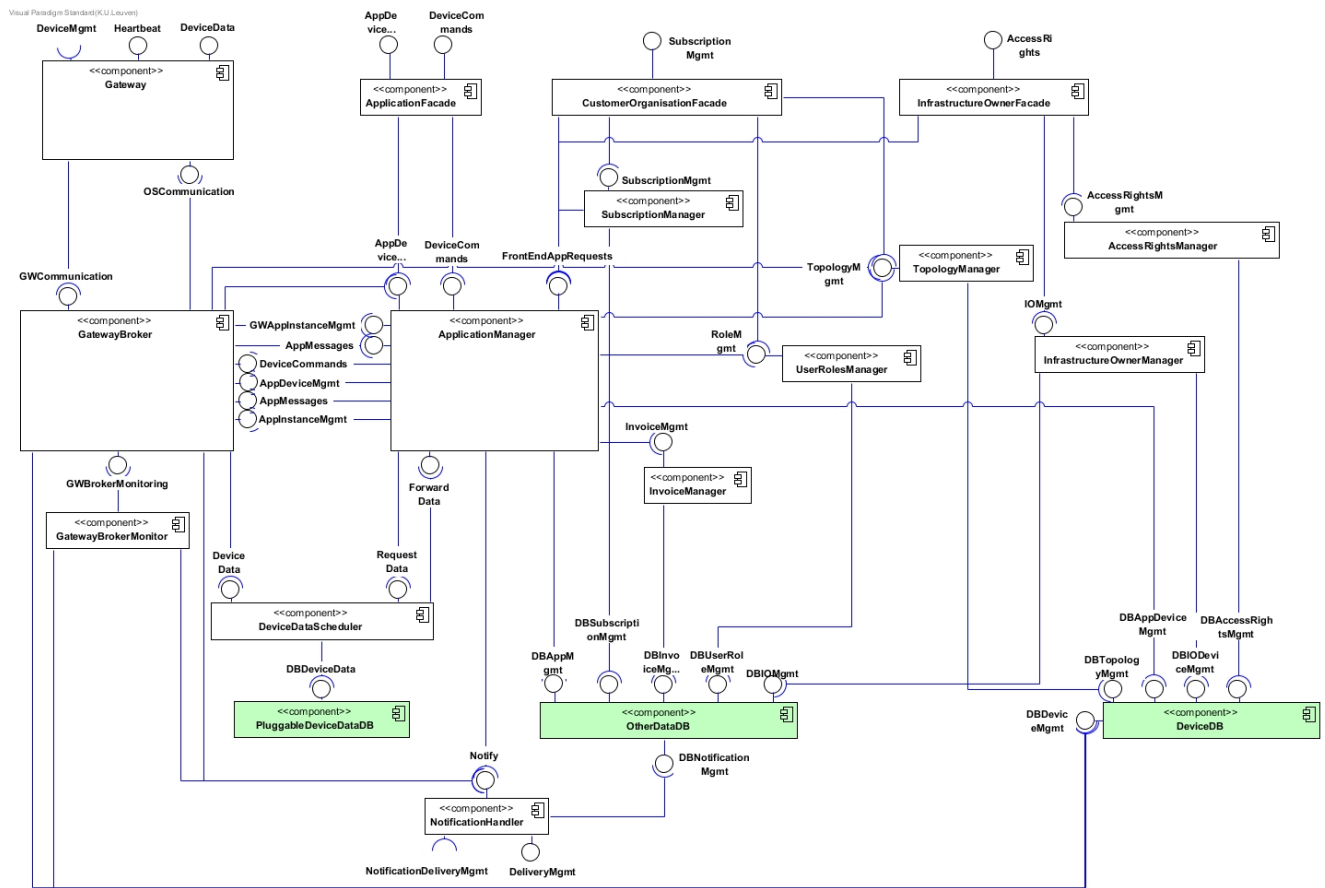 Visual Paradigm Standard(K.U.Leuven)
DeviceMgmt
Heartbeat
DeviceData
AppDe
vice...
DeviceCom
mands
Subscription
Mgmt
AccessRi
ghts
<<component>>
Gateway
<<component>>
ApplicationFacade
<<component>>
CustomerOrganisationFacade
<<component>>
InfrastructureOwnerFacade
OSCommunication
SubscriptionMgmt
<<component>>
SubscriptionManager
AccessRightsM
gmt
<<component>>
AccessRightsManager
GWCommunication
AppDe
vice...
DeviceCom
mands
FrontEndAppRequests
TopologyM
gmt
<<component>>
TopologyManager
IOMgmt
<<component>>
GatewayBroker
GWAppInstanceMgmt
AppMessages
DeviceCommands
AppDeviceMgmt
AppMessages
AppInstanceMgmt
<<component>>
ApplicationManager
RoleM
gmt
<<component>>
UserRolesManager
<<component>>
InfrastructureOwnerManager
InvoiceMgmt
<<component>>
InvoiceManager
GWBrokerMonitoring
<<component>>
GatewayBrokerMonitor
Forward
Data
Device
Data
Request
Data
<<component>>
DeviceDataScheduler
DBDeviceData
<<component>>
PluggableDeviceDataDB
DBAppM
gmt
DBSubscripti
onMgmt
DBInvo
iceMg...
DBUserRol
eMgmt
DBIOMgmt
<<component>>
OtherDataDB
DBTopolog
yMgmt
DBAppDevice
Mgmt
DBIODevi
ceMgmt
DBAccessRigh
tsMgmt
DBDevic
eMgmt
<<component>>
DeviceDB
Notify
DBNotification
Mgmt
<<component>>
NotificationHandler
NotificationDeliveryMgmt
DeliveryMgmt